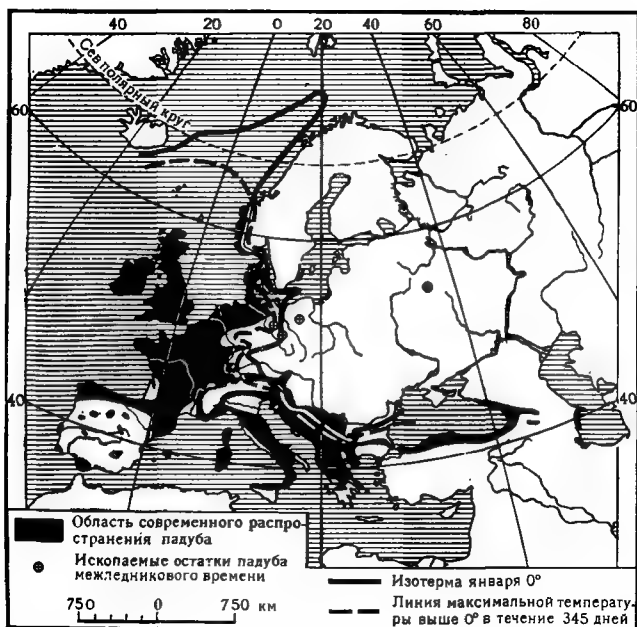 40 20 0 20 40 60 80
Сев полярный круг
60 60
40 40
Область современного распро-
странения падуба
Ископаемые остатки падуба
межледникового времени
750 0 750 км
Изотерма января 0°
Линия максимальной температу-
ры выше 0° в течение 345 дней